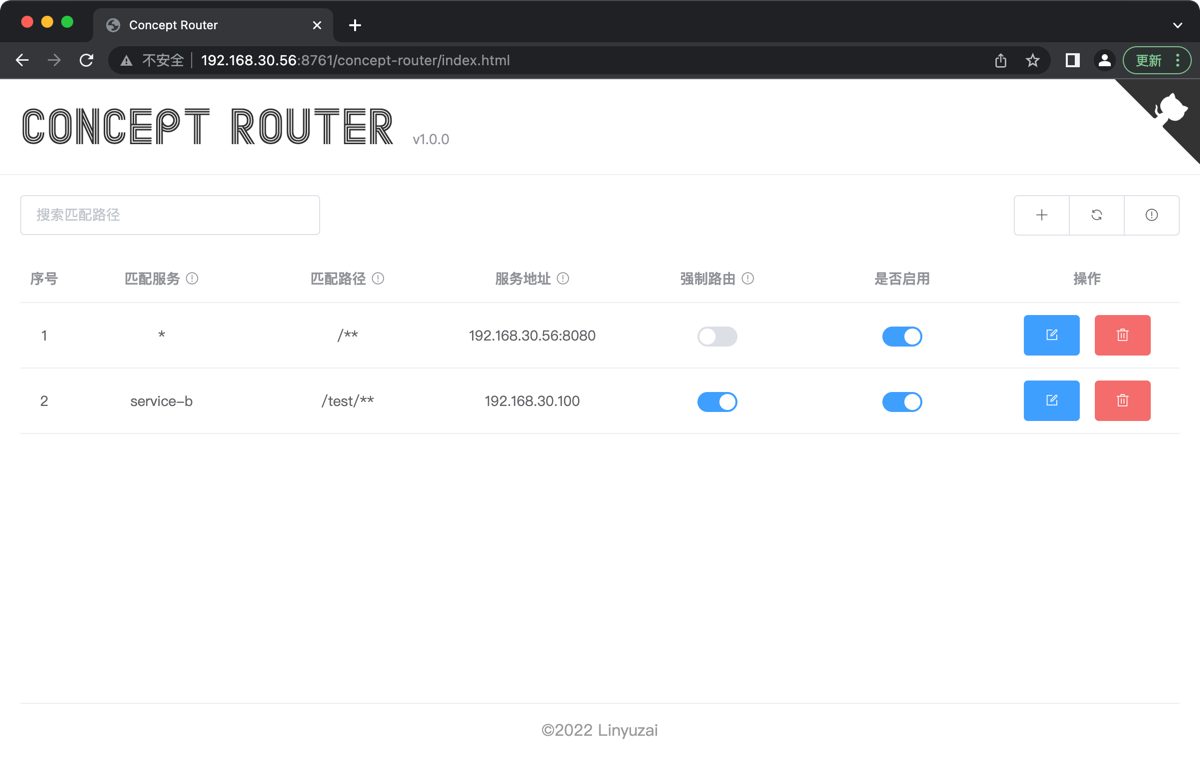 Concept Router
不安全 192.168.30.56:8761/concept-router/index.html
更新
CONCEPT ROUTER v1.0.0
搜索匹配路径
序号 匹配服务 匹配路径 服务地址 强制路由 是否启用 操作
1 * /** 192.168.30.56:8080
2 service-b /test/** 192.168.30.100
©2022 Linyuzai